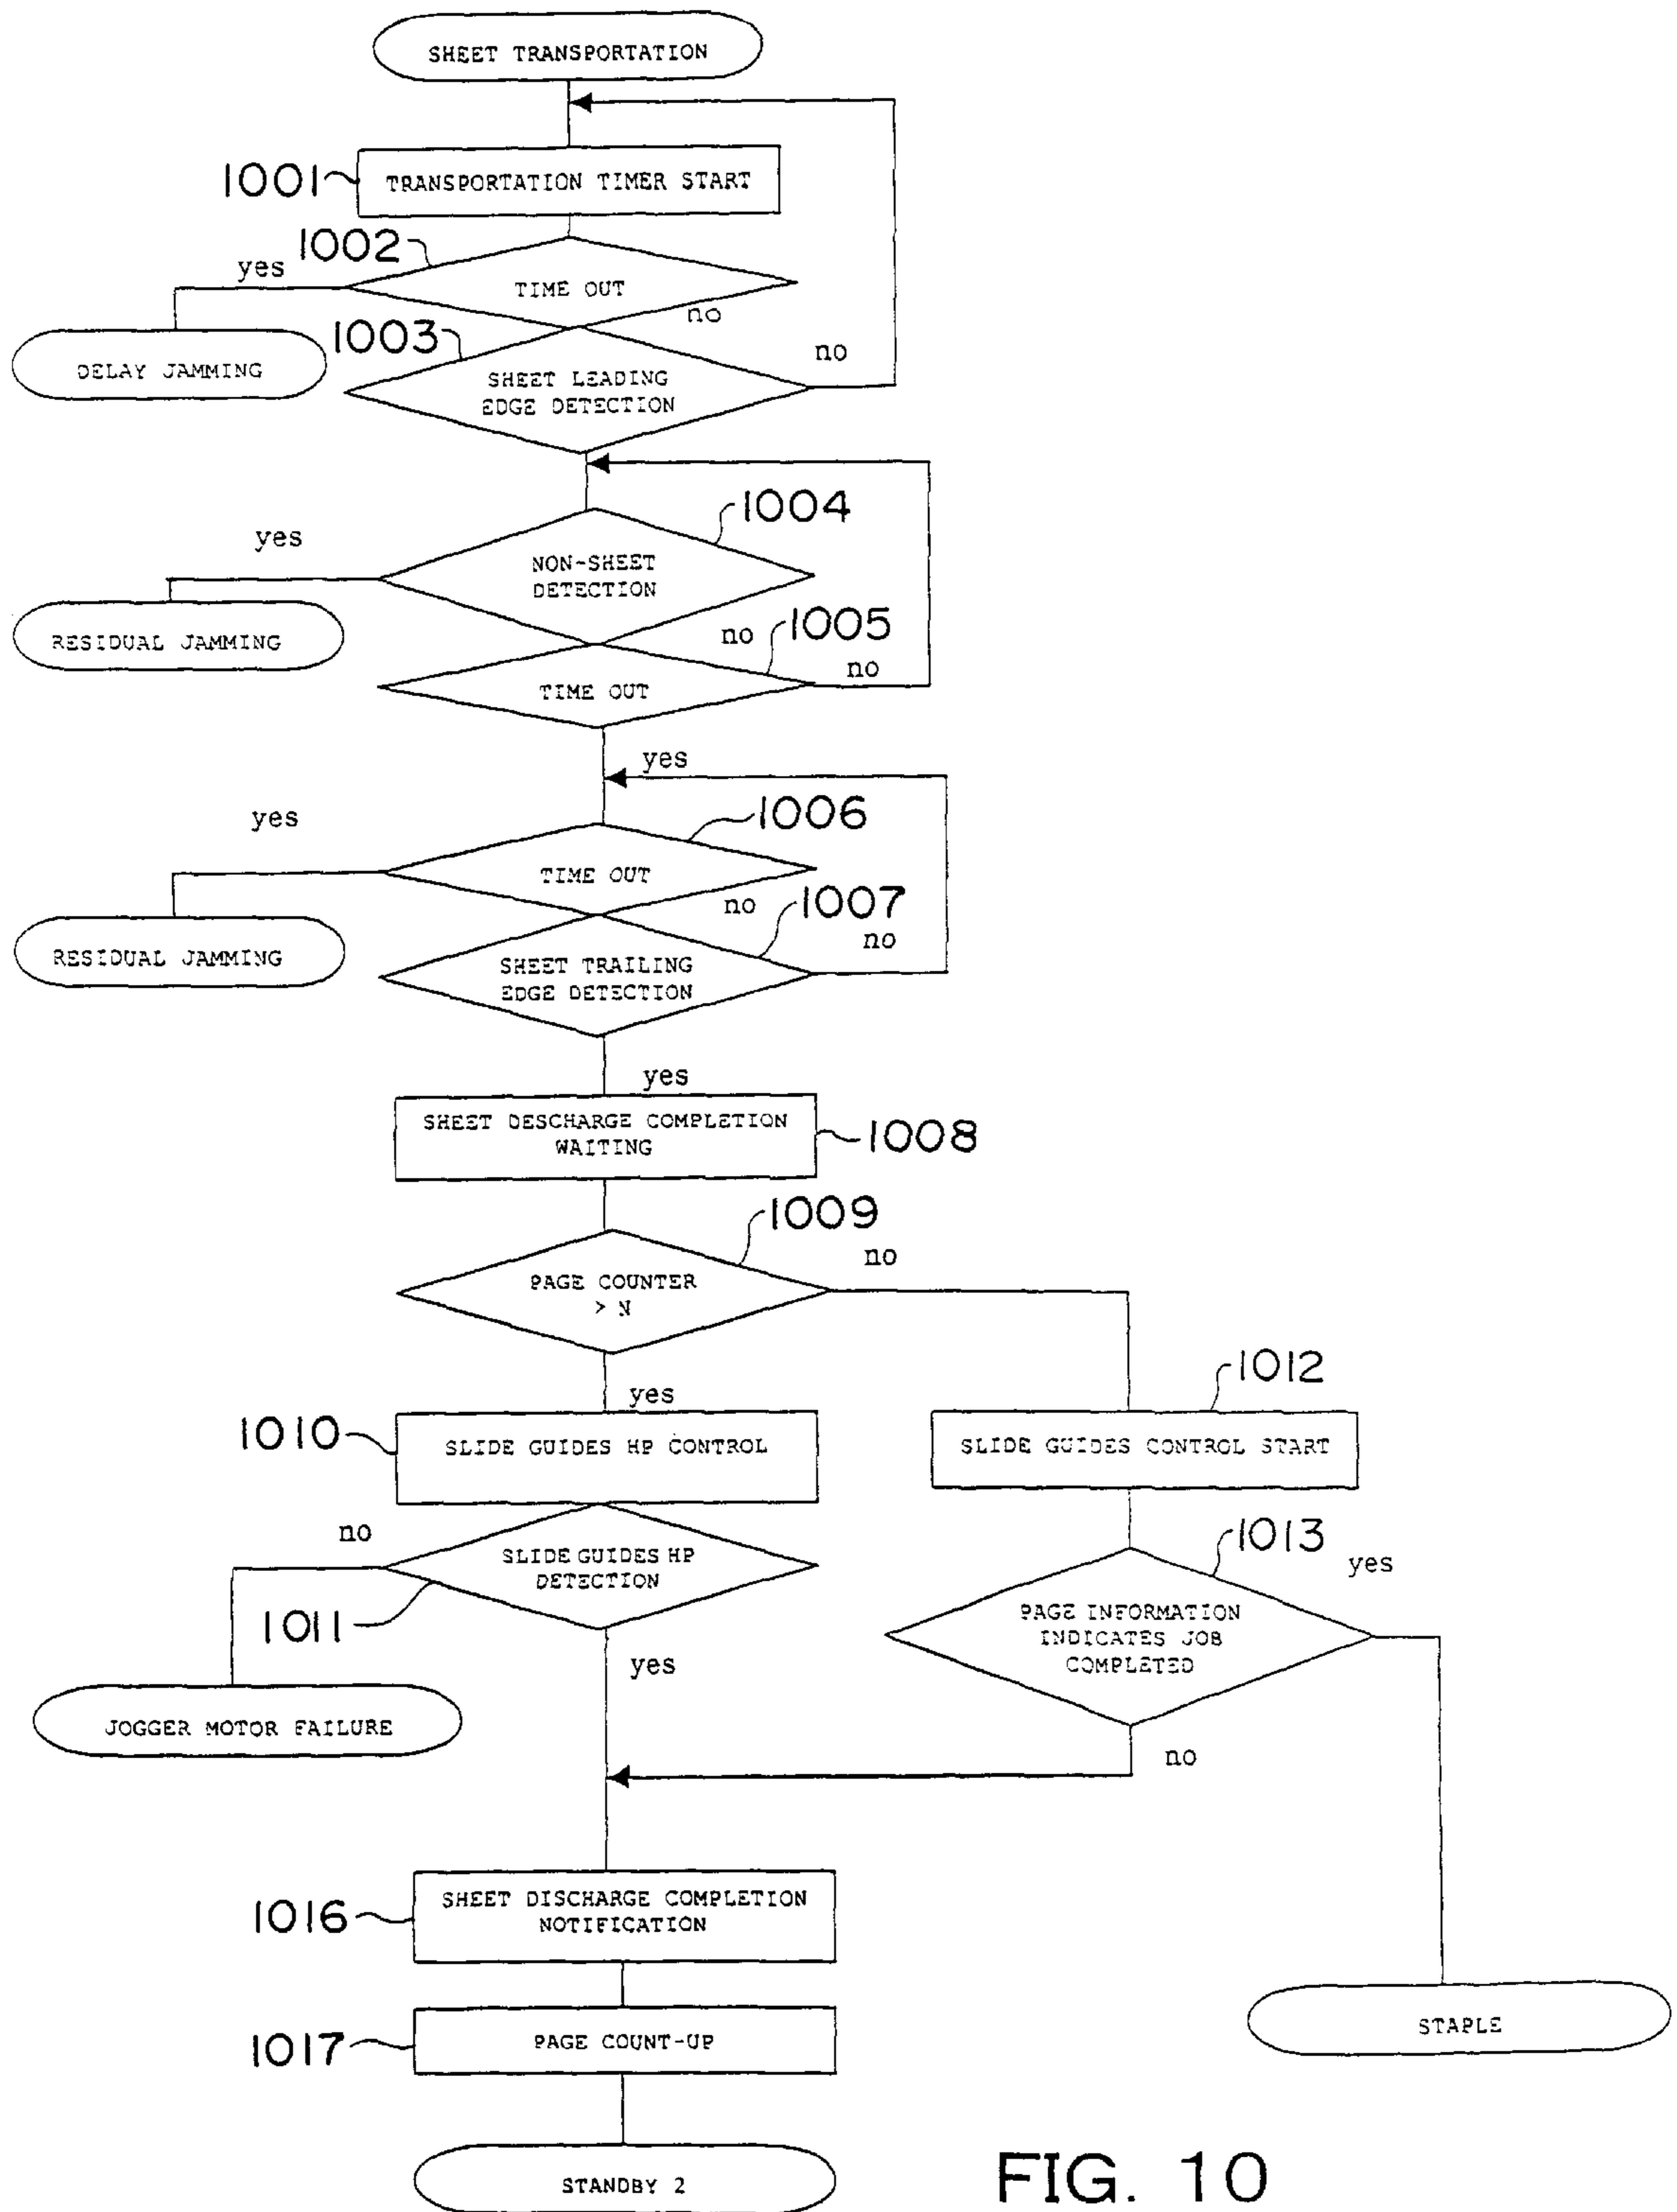 SHEET TRANSPORTATION
1001
TRANSPORTATION TIMER START
1002
yes
TIME OUT
no
1003
DELAY JAMMING
no
SHEET LEADING
EDGE DETECTION
1004
yes
NON-SHEET
DETECTION
RESIDUAL JAMMING
no
1005
no
TIME OUT
yes
yes
1006
TIME OUT
no
1007
no
RESIDUAL JAMMING
SHEET TRAILING
EDGE DETECTION
yes
SHEET DESCHARGE COMPLETION
WAITING
1008
1009
no
PAGE COUNTER
> N
yes
1012
1010
SLIDE GUIDES HP CONTROL
SLIDE GUIDES CONTROL START
no
1013
yes
SLIDE GUIDES HP
DETECTION
1011
PAGE INFORMATION
INDICATES JOB
COMPLETED
yes
JOGGER MOTOR FAILURE
no
1016
SHEET DISCHARGE COMPLETION
NOTIFICATION
1017
PAGE COUNT-UP
STAPLE
STANDBY 2
FIG. 10